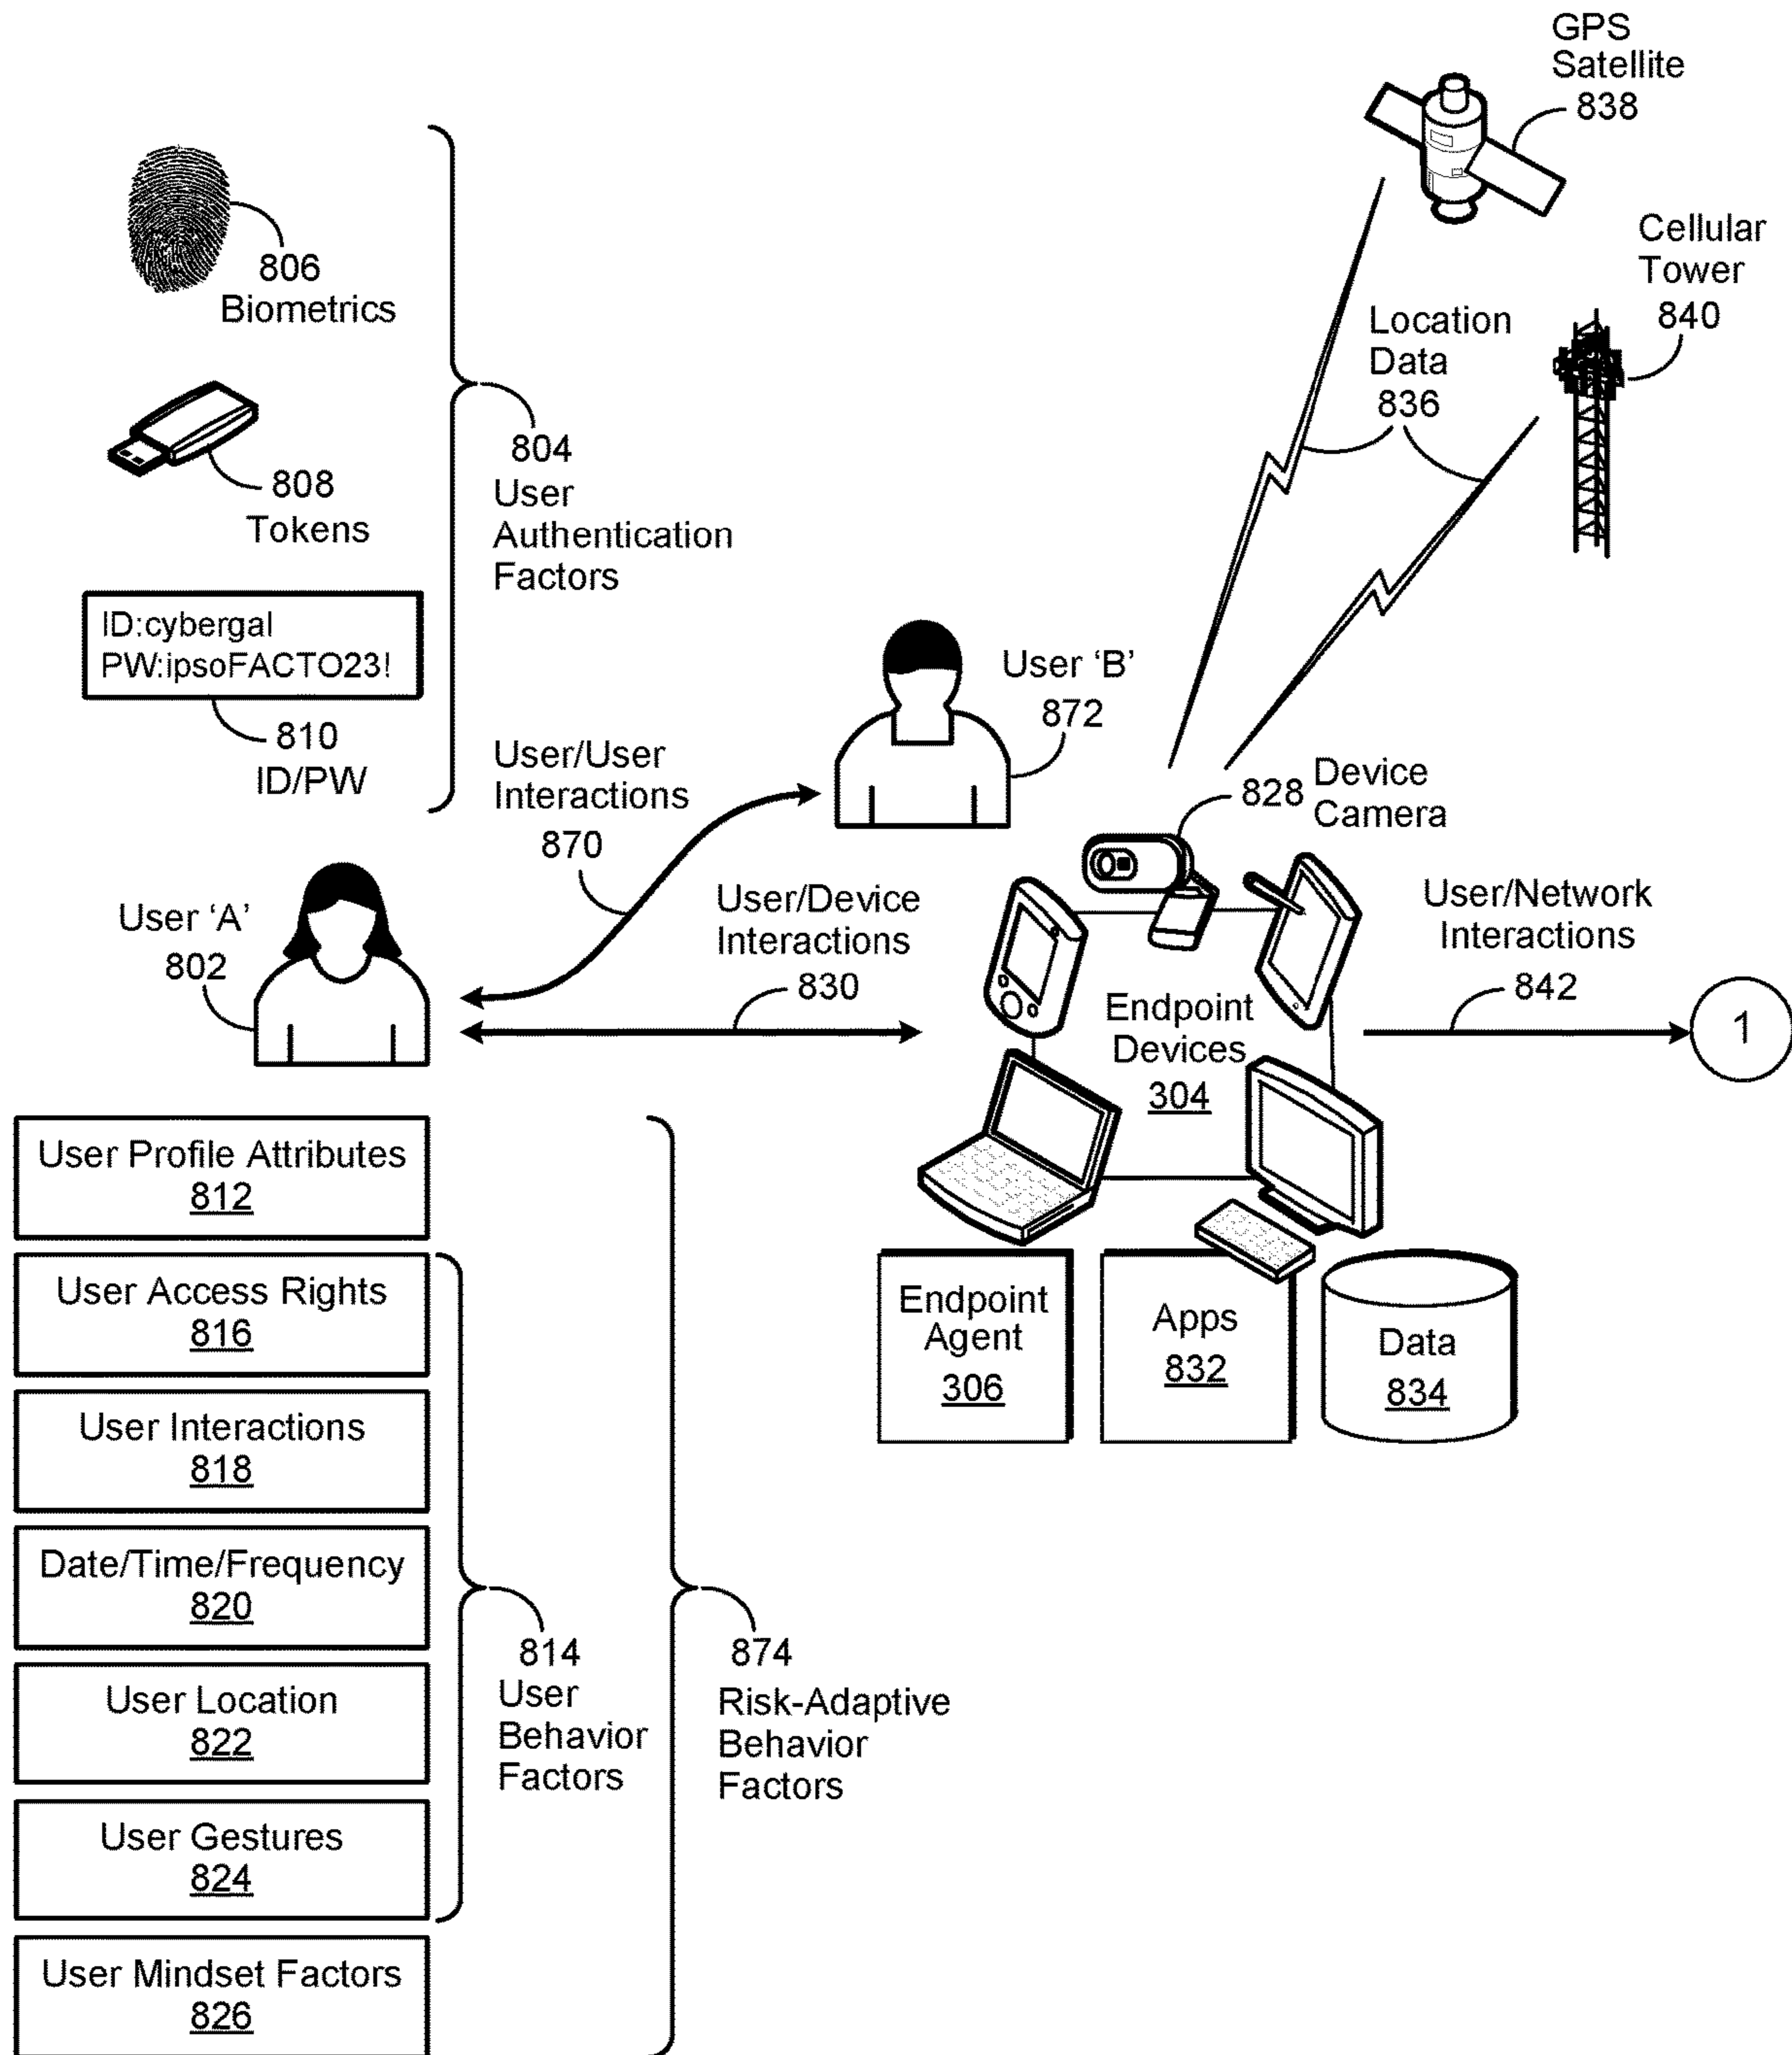 GPS
Satellite
838
Cellular
Tower
840
Location
Data
836
806
Biometrics
808
Tokens
ID:cybergal
PW:ipsoFACTO23!
810
ID/PW
804
User
Authentication
Factors
User 'B'
872
User/User
Interactions
870
828
Device
Camera
User 'A'
802
User/Device
Interactions
830
User/Network
Interactions
842
1
Endpoint
Devices
304
Endpoint
Agent
306
Apps
832
Data
834
User Profile Attributes
812
User Access Rights
816
User Interactions
818
Date/Time/Frequency
820
User Location
822
User Gestures
824
User Mindset Factors
826
814
User
Behavior
Factors
874
Risk-Adaptive
Behavior
Factors